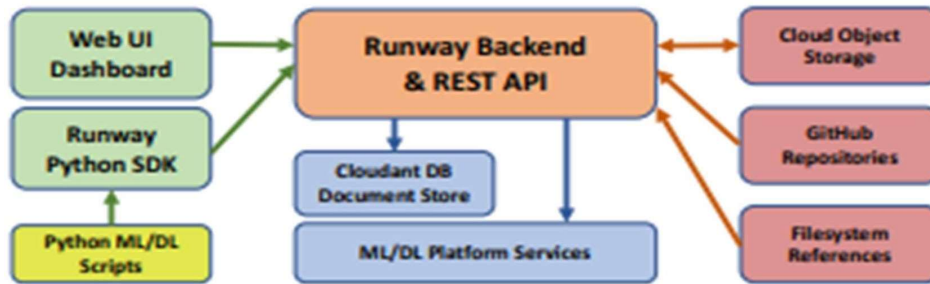 Web UI
Dashboard
Runway Backend
& REST API
Cloud Object
Storage
Runway
Python SDK
GitHub
Repositories
Cloudant DB
Document Store
Python ML/DL
Scripts
ML/DL Platform Services
Filesystem
References